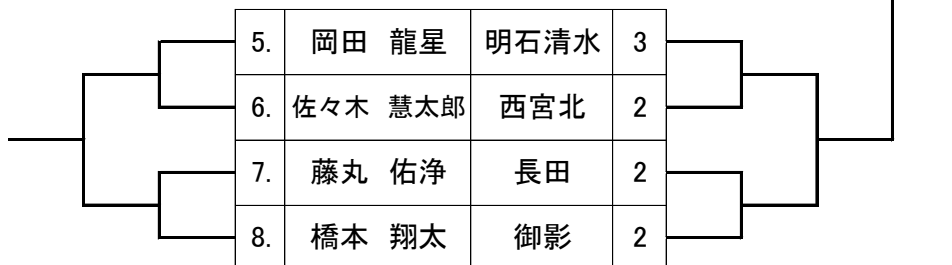 5. 岡田 龍星 明石清水 3
6. 佐々木 慧太郎 西宮北 2
7. 藤丸 佑浄 長田 2
8. 橋本 翔太 御影 2